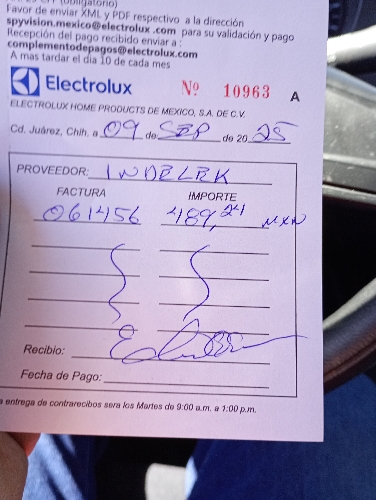 (Obligatorio)
Favor de enviar XML y PDF respectivo a la dirección
spyvision.mexico@electrolux .com para su validación y pago
Recepción del pago recibido enviar a :
complementodepagos@electrolux.com
A mas tardar el dia 10 de cada mes
Electrolux Nº 10963 A
ELECTROLUX HOME PRODUCTS DE MEXICO, S.A. DE C.V.
Cd. Juárez, Chih. a 09 de SEP de 20 25
PROVEEDOR: INDELEK
FACTURA IMPORTE
061456 489,24 MXN
Recibio:
Fecha de Pago:
a entrega de contrarecibos sera los Martes de 9:00 a.m. a 1:00 p.m.